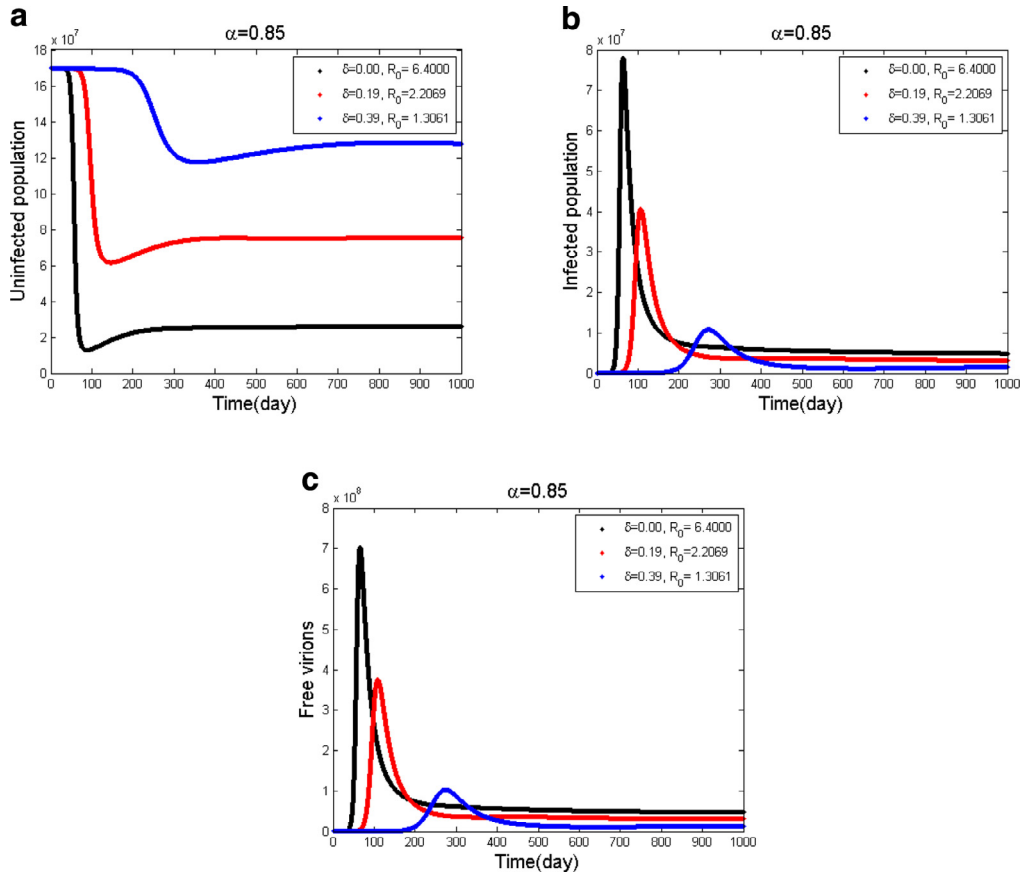 a
α=0.85
x 10⁷
18
16
14
12
10
8
6
4
2
0
Uninfected population
δ=0.00, R₀= 6.4000
δ=0.19, R₀=2.2069
δ=0.39, R₀= 1.3061
0 100 200 300 400 500 600 700 800 900 1000
Time(day)
b
α=0.85
x 10⁷
8
7
6
5
4
3
2
1
0
Infected population
δ=0.00, R₀= 6.4000
δ=0.19, R₀=2.2069
δ=0.39, R₀= 1.3061
0 100 200 300 400 500 600 700 800 900 1000
Time(day)
c
α=0.85
x 10⁸
8
7
6
5
4
3
2
1
0
Free virions
δ=0.00, R₀= 6.4000
δ=0.19, R₀=2.2069
δ=0.39, R₀= 1.3061
0 100 200 300 400 500 600 700 800 900 1000
Time(day)